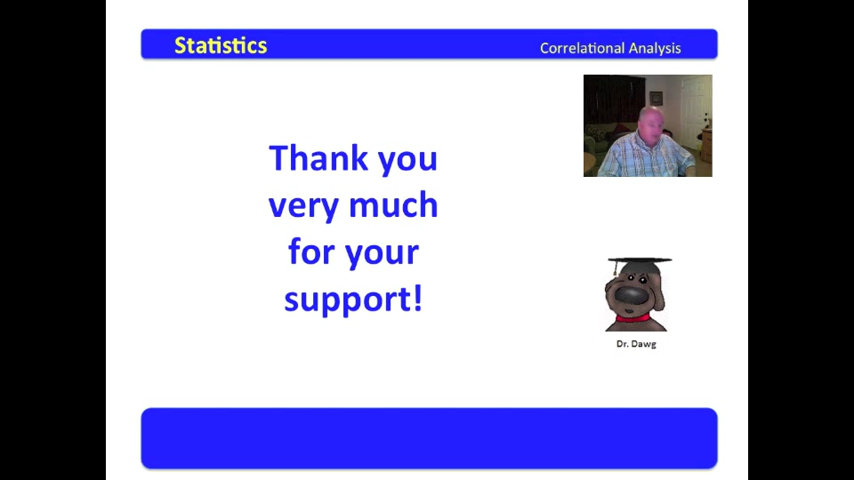 Statistics
Correlational Analysis
Thank you
very much
for your
support!
Dr. Dawg